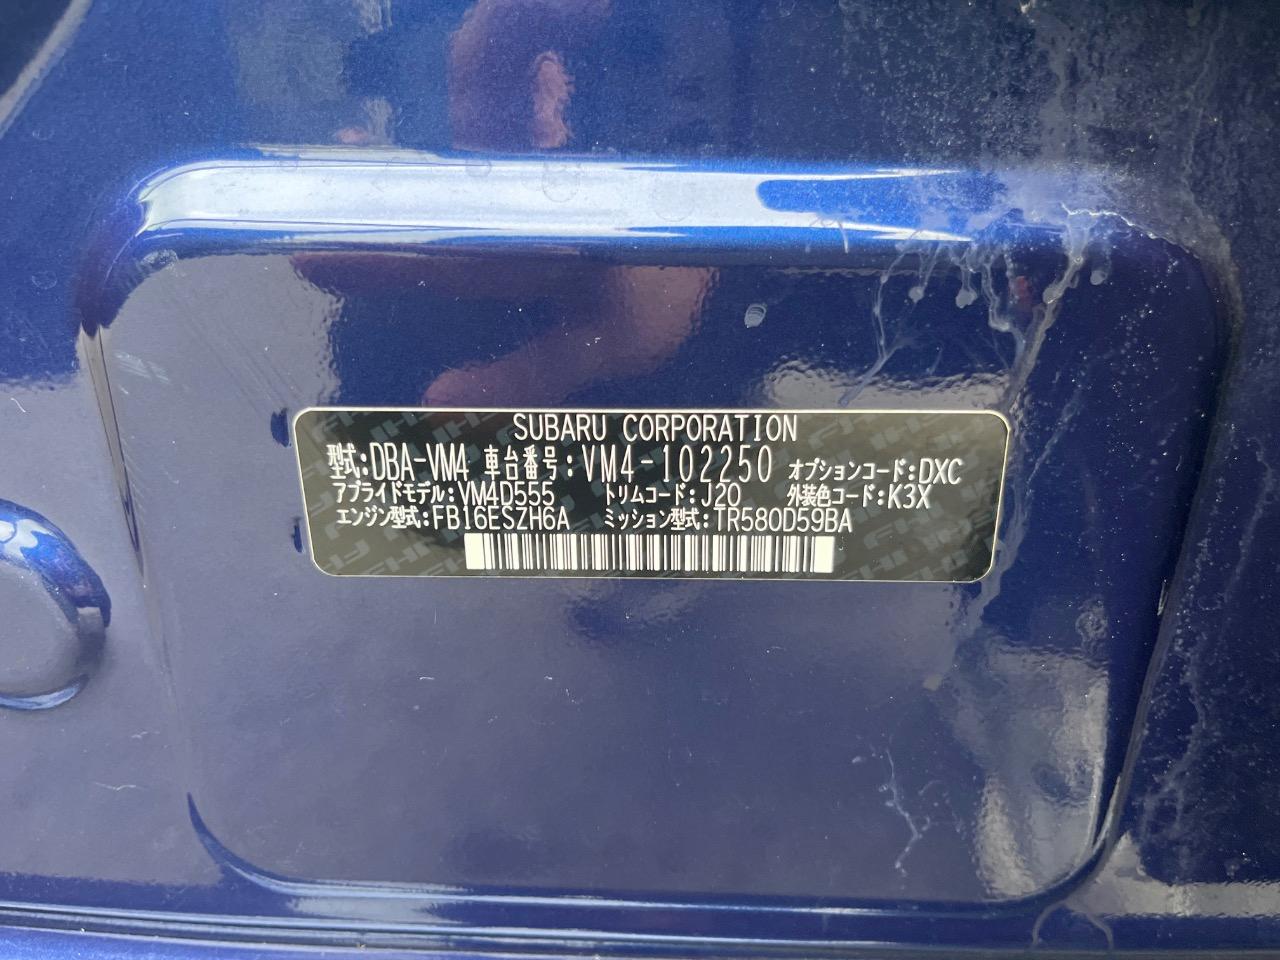 SUBARU CORPORATION
型式:DBA-VM4 車台番号:VM4-102250 オプションコード:DXC
アプライドモデル:VM4D555 トリムコード:J20 外装色コード:K3X
エンジン型式:FB16ESZH6A ミッション型式:TR580D59BA